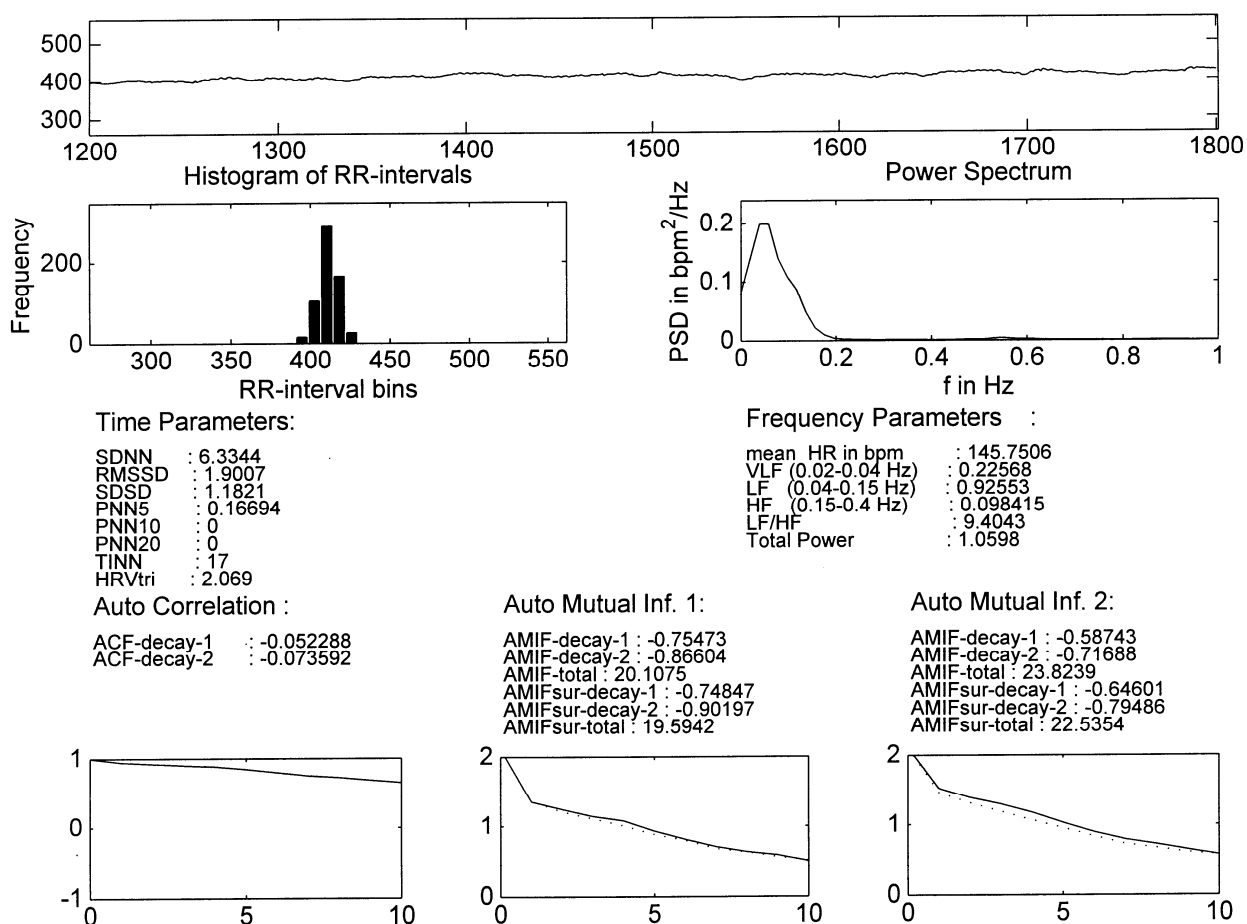 500
400
300
1200 1300 1400 1500 1600 1700 1800
Histogram of RR-intervals
Power Spectrum
Frequency
200
0
300 350 400 450 500 550
RR-interval bins
PSD in bpm²/Hz
0.2
0.1
0
0 0.2 0.4 0.6 0.8 1
f in Hz
Time Parameters:
SDNN : 6.3344
RMSSD : 1.9007
SDSD : 1.1821
PNN5 : 0.16694
PNN10 : 0
PNN20 : 0
TINN : 17
HRVtri : 2.069
Frequency Parameters :
mean HR in bpm : 145.7506
VLF (0.02-0.04 Hz) : 0.22568
LF (0.04-0.15 Hz) : 0.92553
HF (0.15-0.4 Hz) : 0.098415
LF/HF : 9.4043
Total Power : 1.0598
Auto Correlation :
ACF-decay-1 : -0.052288
ACF-decay-2 : -0.073592
Auto Mutual Inf. 1:
AMIF-decay-1 : -0.75473
AMIF-decay-2 : -0.86604
AMIF-total : 20.1075
AMIFsur-decay-1 : -0.74847
AMIFsur-decay-2 : -0.90197
AMIFsur-total : 19.5942
Auto Mutual Inf. 2:
AMIF-decay-1 : -0.58743
AMIF-decay-2 : -0.71688
AMIF-total : 23.8239
AMIFsur-decay-1 : -0.64601
AMIFsur-decay-2 : -0.79486
AMIFsur-total : 22.5354
1
0
-1
0 5 10
2
1
0
0 5 10
2
1
0
0 5 10